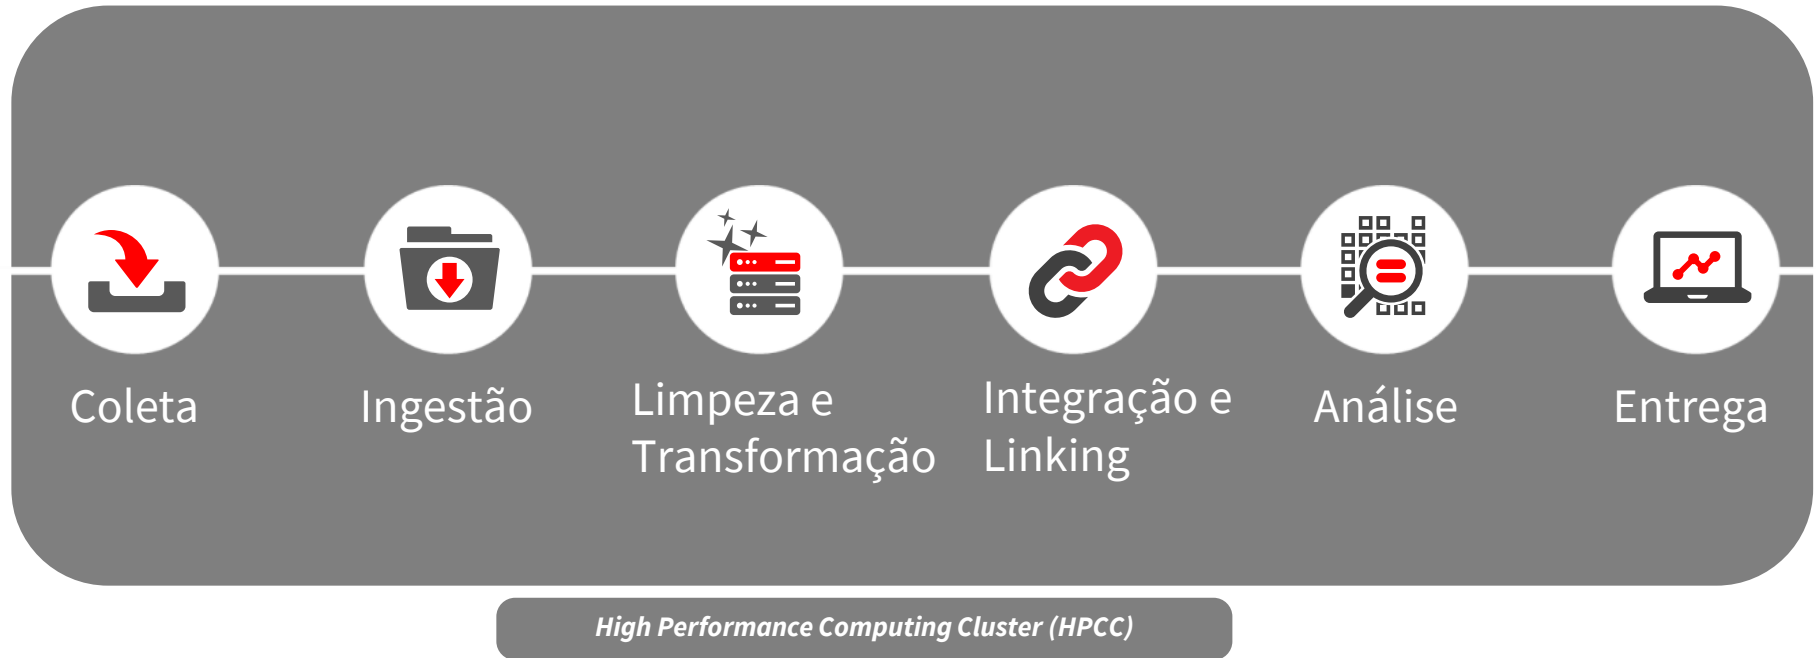 Coleta
Ingestão
Limpeza e
Transformação
Integração e
Linking
Análise
Entrega
High Performance Computing Cluster (HPCC)